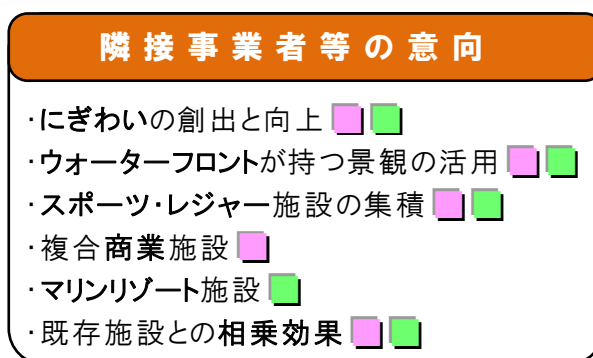 隣接事業者等の意向
･にぎわいの創出と向上
･ウォーターフロントが持つ景観の活用
･スポーツ･レジャー施設の集積
･複合商業施設
･マリンリゾート施設
･既存施設との相乗効果